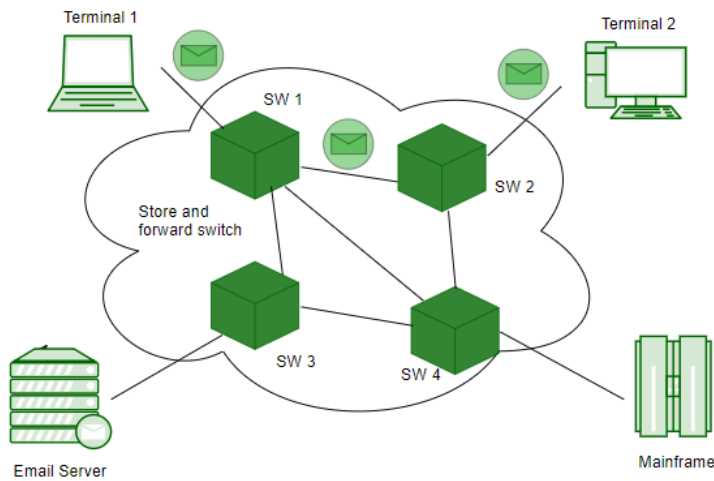 Terminal 1
Terminal 2
SW 1
SW 2
Store and
forward switch
SW 3
SW 4
Email Server
Mainframe